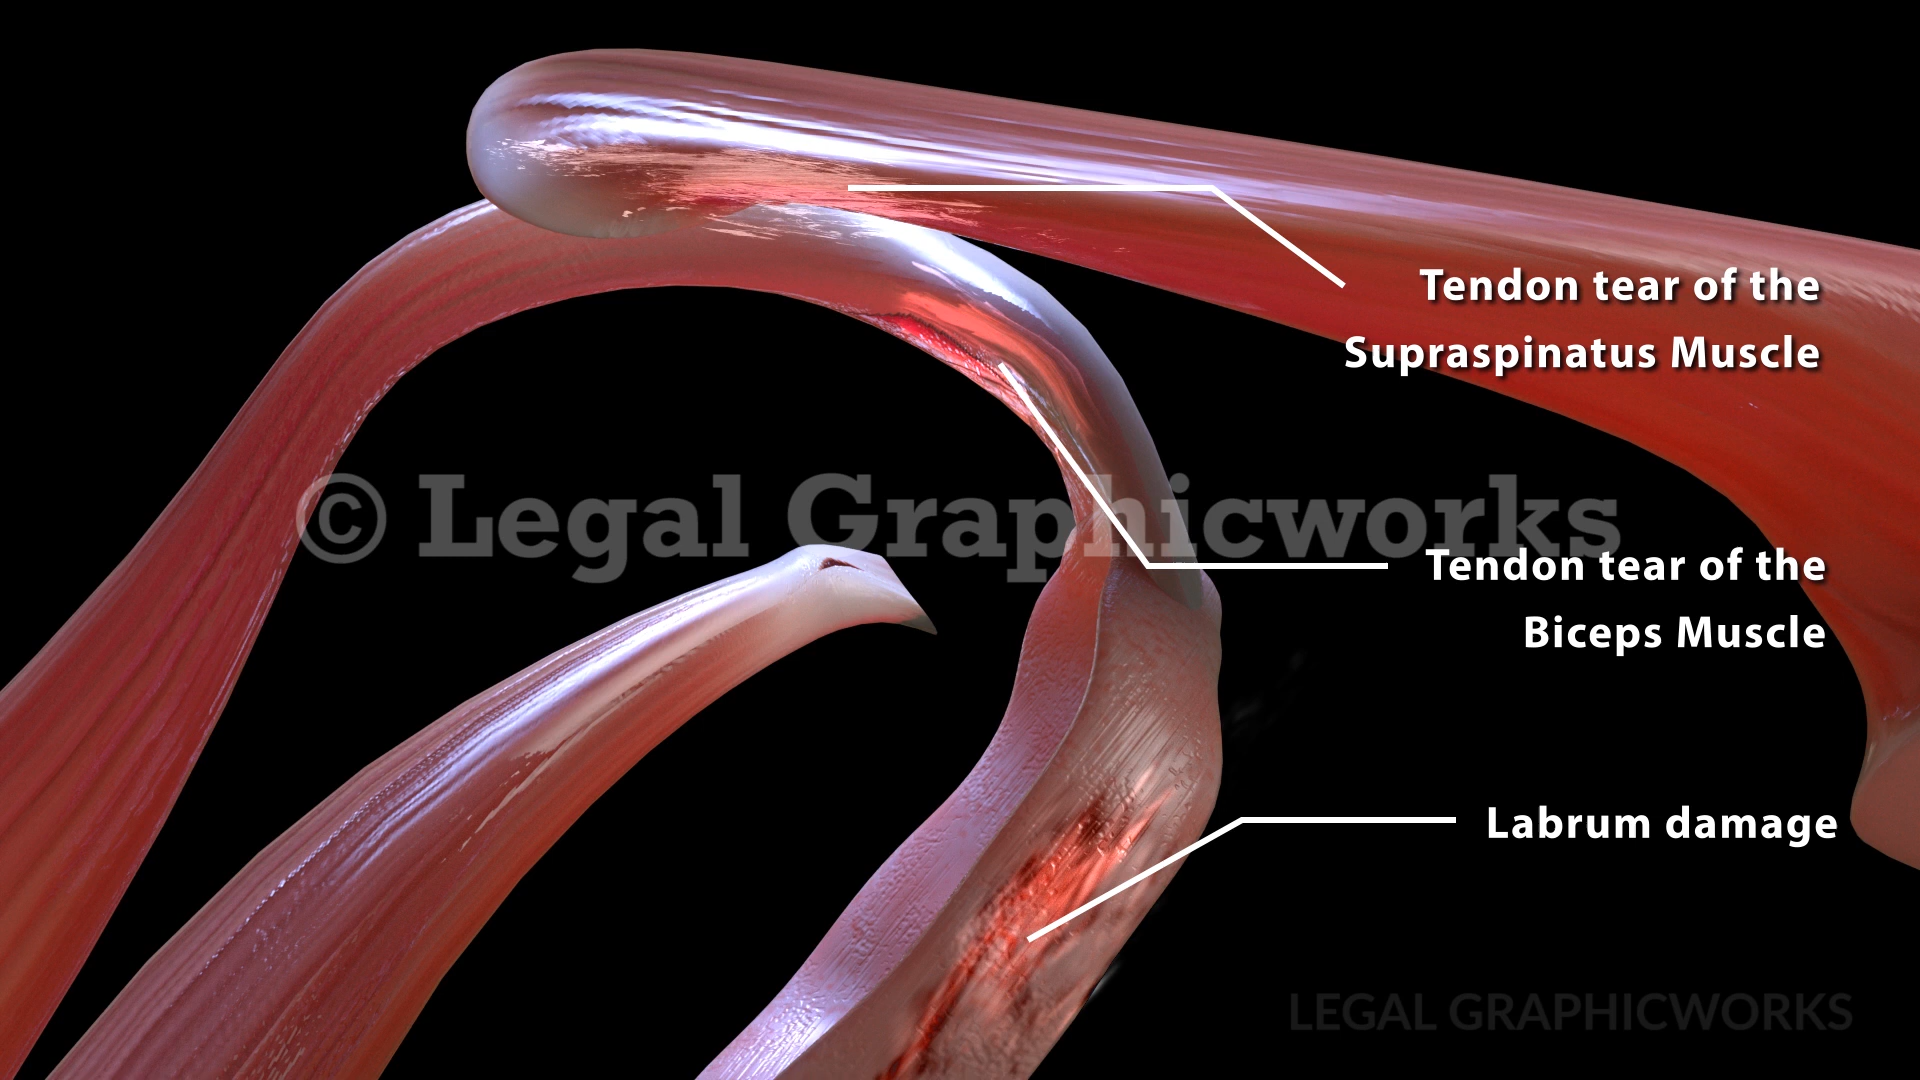 Tendon tear of the
Supraspinatus Muscle
© Legal Graphicworks
Tendon tear of the
Biceps Muscle
Labrum damage
LEGAL GRAPHICWORKS